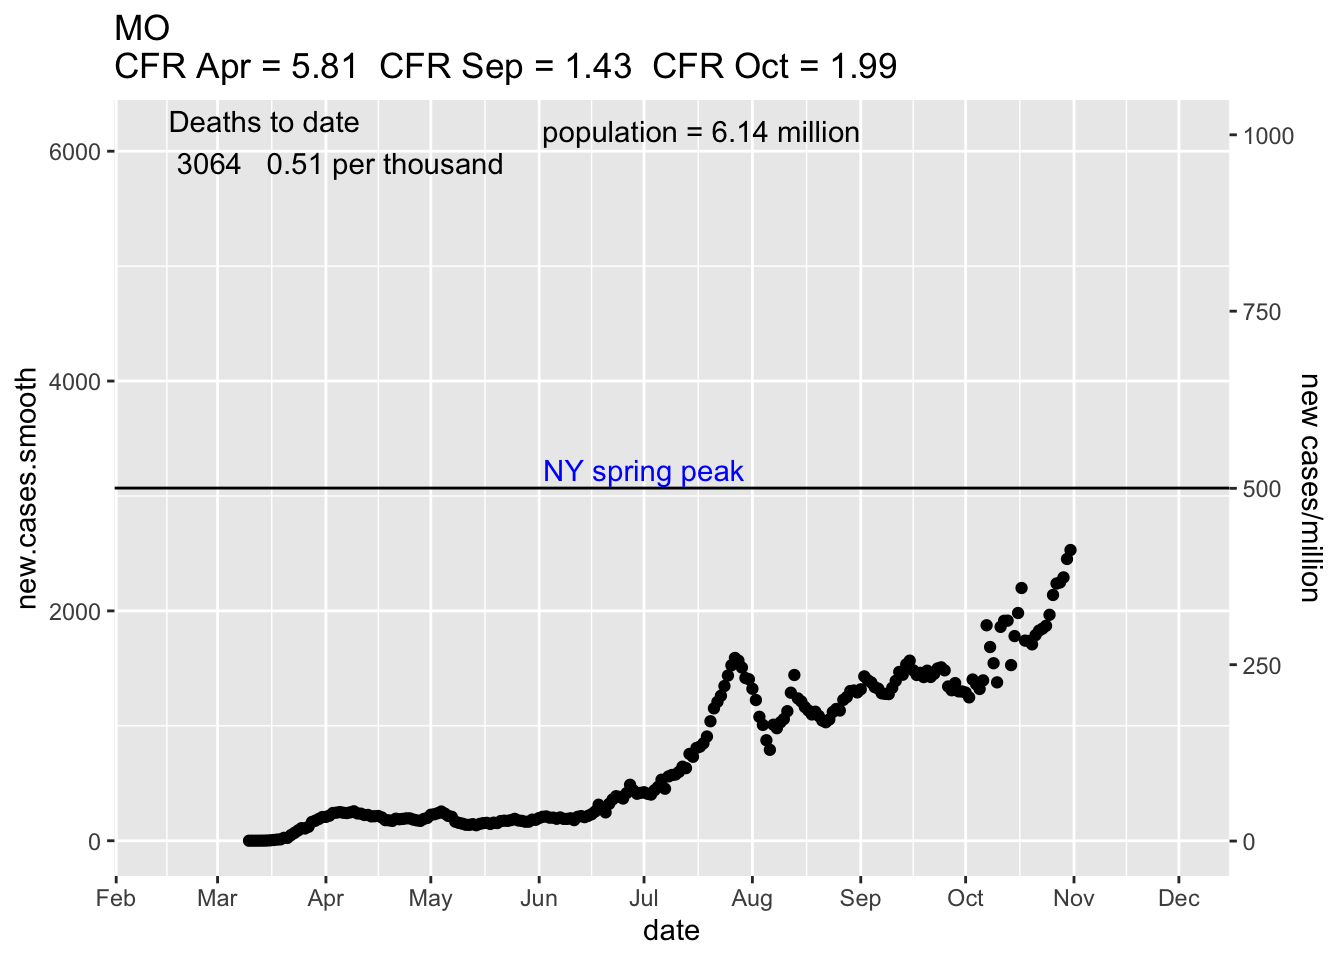 MO
CFR Apr = 5.81  CFR Sep = 1.43  CFR Oct = 1.99
Deaths to date
population = 6.14 million
3064   0.51 per thousand
NY spring peak
new.cases.smooth
6000
4000
2000
0
1000
750
500
250
0
new cases/million
Feb Mar Apr May Jun Jul Aug Sep Oct Nov Dec
date